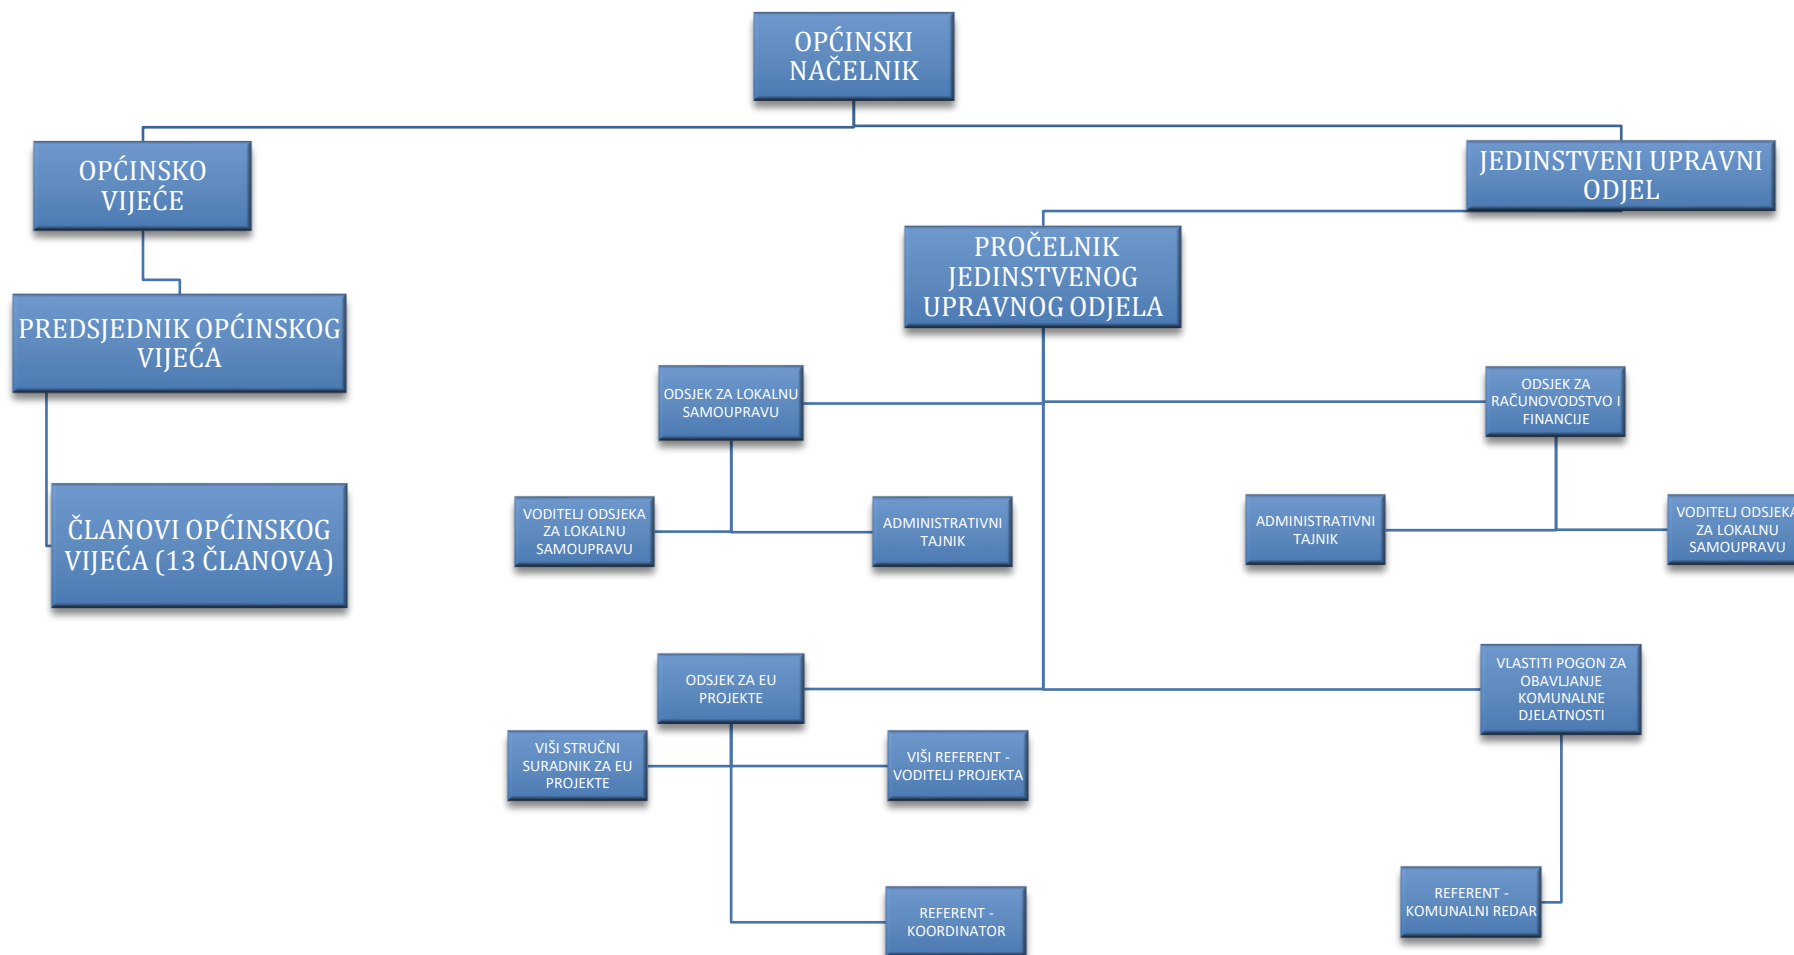 OPĆINSKI
NAČELNIK
OPĆINSKO
VIJEĆE
JEDINSTVENI UPRAVNI
ODJEL
PROČELNIK
JEDINSTVENOG
UPRAVNOG ODJELA
PREDSJEDNIK OPĆINSKOG
VIJEĆA
ČLANOVI OPĆINSKOG
VIJEĆA (13 ČLANOVA)
ODSJEK ZA LOKALNU
SAMOUPRAVU
ODSJEK ZA
RAČUNOVODSTVO I
FINANCIJE
VODITELJ ODSJEKA
ZA LOKALNU
SAMOUPRAVU
ADMINISTRATIVNI
TAJNIK
ADMINISTRATIVNI
TAJNIK
VODITELJ ODSJEKA
ZA LOKALNU
SAMOUPRAVU
ODSJEK ZA EU
PROJEKTE
VLASTITI POGON ZA
OBAVLJANJE
KOMUNALNE
DJELATNOSTI
VIŠI STRUČNI
SURADNIK ZA EU
PROJEKTE
VIŠI REFERENT -
VODITELJ PROJEKTA
REFERENT -
KOORDINATOR
REFERENT -
KOMUNALNI REDAR